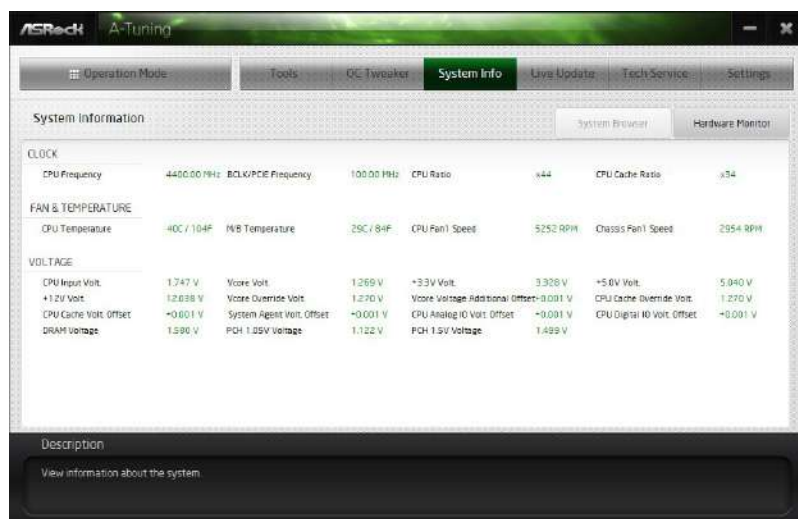 ASRock A-Tuning
Operation Mode Tools OC Tweaker System Info Live Update Tech Service Settings
System Information System Browser Hardware Monitor
CLOCK
CPU Frequency 4400.00 MHz BCLK/PCIE Frequency 100.00 MHz CPU Ratio x44 CPU Cache Ratio x34
FAN & TEMPERATURE
CPU Temperature 40C / 104F M/B Temperature 29C / 84F CPU Fan1 Speed 5252 RPM Chassis Fan1 Speed 2954 RPM
VOLTAGE
CPU Input Volt. 1.747 V Vcore Volt. 1.269 V +3.3V Volt. 3.328 V +5.0V Volt. 5.040 V
+12V Volt. 12.038 V Vcore Override Volt. 1.270 V Vcore Voltage Additional Offset +0.001 V CPU Cache Override Volt. 1.270 V
CPU Cache Volt. Offset +0.001 V System Agent Volt. Offset +0.001 V CPU Analog IO Volt. Offset +0.001 V CPU Digital IO Volt. Offset +0.001 V
DRAM Voltage 1.580 V PCH 1.05V Voltage 1.122 V PCH 1.5V Voltage 1.499 V
Description
View information about the system.